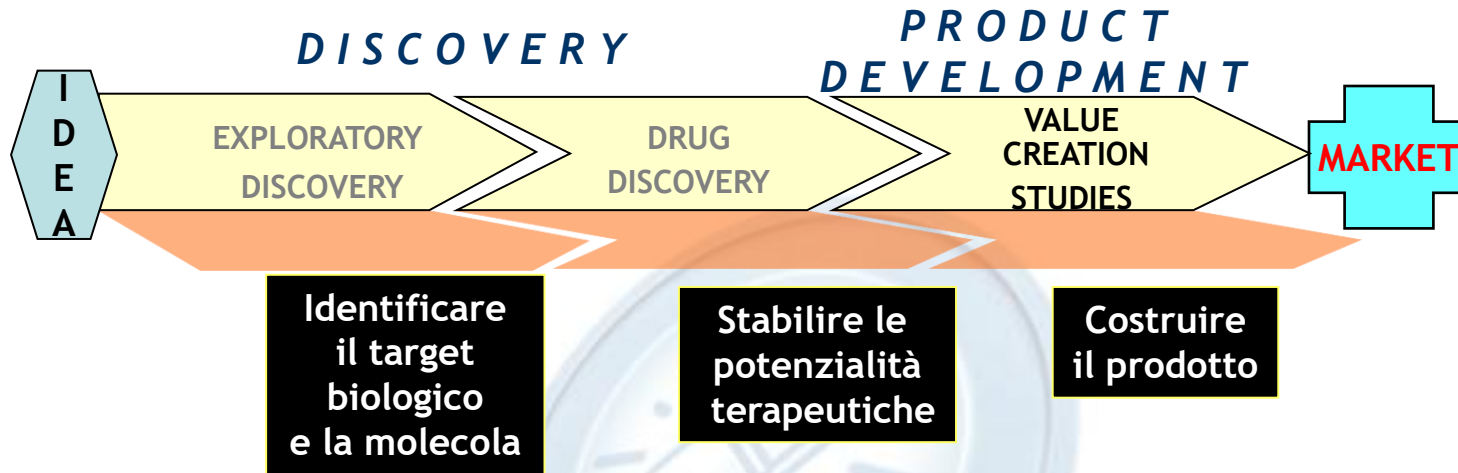 DISCOVERY
PRODUCT
DEVELOPMENT
I
D
E
A
EXPLORATORY
DISCOVERY
DRUG
DISCOVERY
VALUE
CREATION
STUDIES
MARKET
Identificare
il target
biologico
e la molecola
Stabilire le
potenzialità
terapeutiche
Costruire
il prodotto